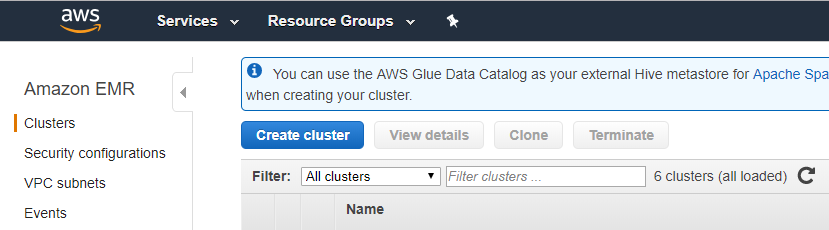 aws Services Resource Groups
Amazon EMR
Clusters
Security configurations
VPC subnets
Events
You can use the AWS Glue Data Catalog as your external Hive metastore for Apache Spa
when creating your cluster.
Create cluster View details Clone Terminate
Filter: All clusters Filter clusters ... 6 clusters (all loaded)
Name